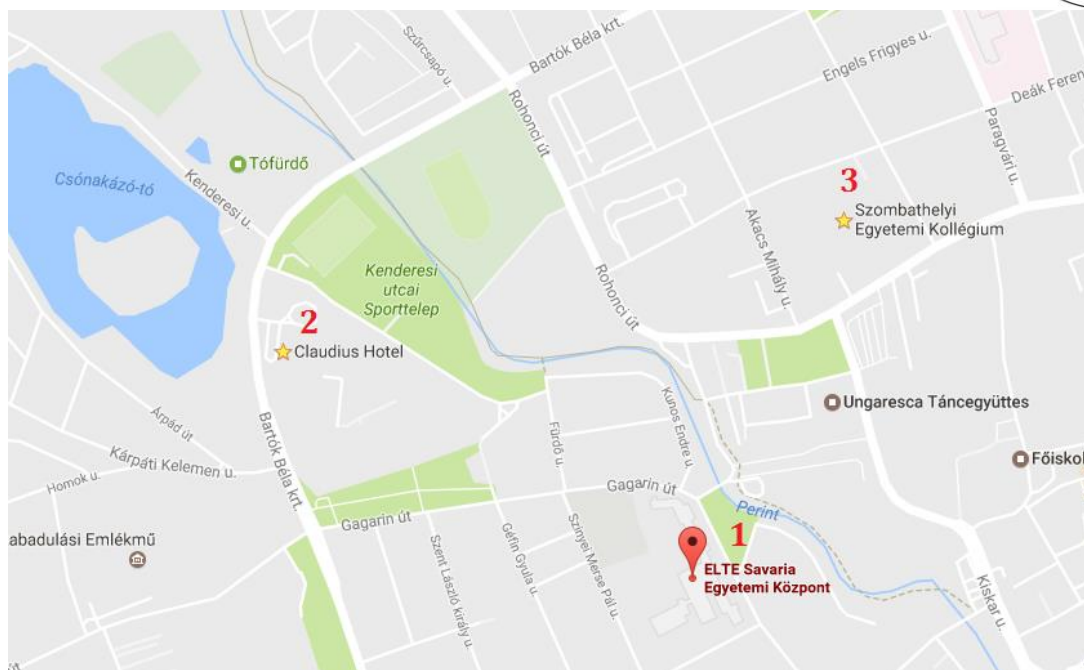 Szűrcsapó u.
Bartók Béla krt.
Engels Frigyes u.
Deák Feren
Rohonci út
Paragvári u.
Tófürdő
Csónakázó-tó
Kenderesi u.
3
Szombathelyi
Egyetemi Kollégium
Akacs Mihály u.
Kenderesi
utcai
Sporttelep
Rohonci út
2
Claudius Hotel
Ungaresca Táncegyüttes
Kunos Endre u.
Árpád út
Bartók Béla krt.
Fürdő u.
Kárpáti Kelemen u.
Homok u.
Főiskol
Gagarin út
Perint
Gagarin út
1
abadulási Emlékmű
Szent László király u.
Géfin Gyula u.
Szinyei Merse Pál u.
ELTE Savaria
Egyetemi Központ
Kiskar u.